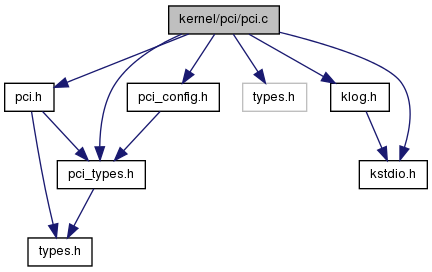 kernel/pci/pci.c
pci.h
pci_config.h
types.h
klog.h
pci_types.h
kstdio.h
types.h